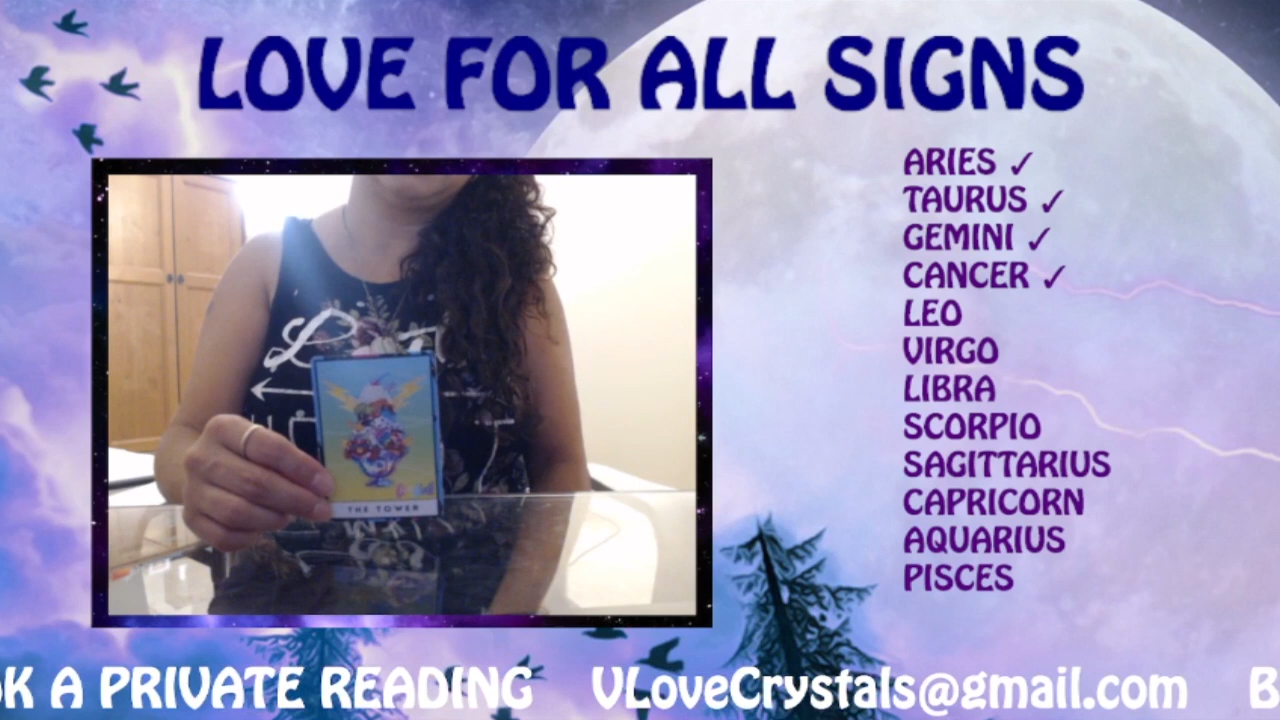 LOVE FOR ALL SIGNS
ARIES ✓
TAURUS ✓
GEMINI ✓
CANCER ✓
LEO
VIRGO
LIBRA
SCORPIO
SAGITTARIUS
CAPRICORN
AQUARIUS
PISCES
THE TOWER
K A PRIVATE READING VLoveCrystals@gmail.com B